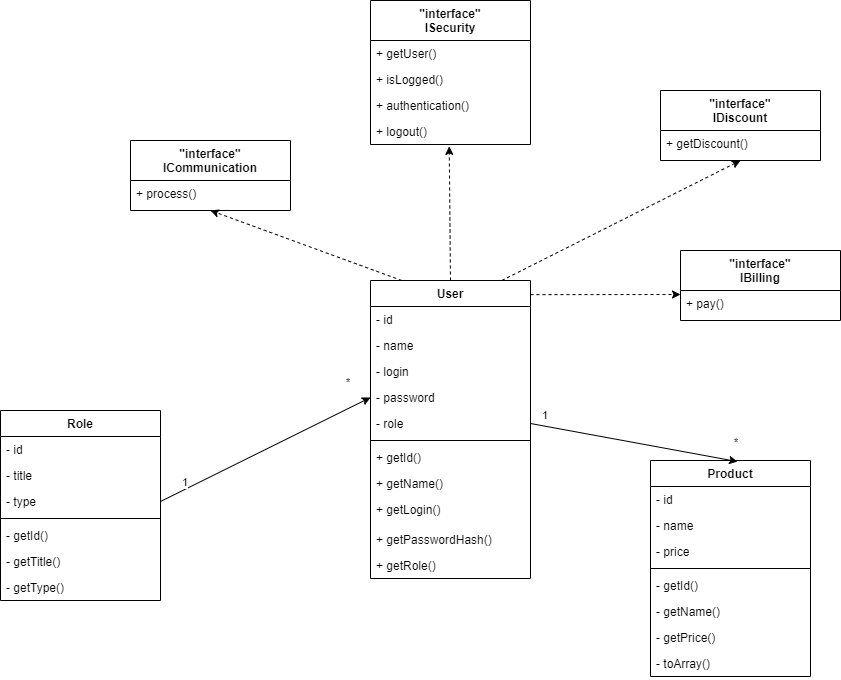 "interface"
ISecurity
+ getUser()
+ isLogged()
+ authentication()
+ logout()
"interface"
IDiscount
+ getDiscount()
"interface"
ICommunication
+ process()
"interface"
IBilling
+ pay()
User
- id
- name
- login
- password
- role
+ getId()
+ getName()
+ getLogin()
+ getPasswordHash()
+ getRole()
*
1
1
*
Role
- id
- title
- type
- getId()
- getTitle()
- getType()
Product
- id
- name
- price
- getId()
- getName()
- getPrice()
- toArray()